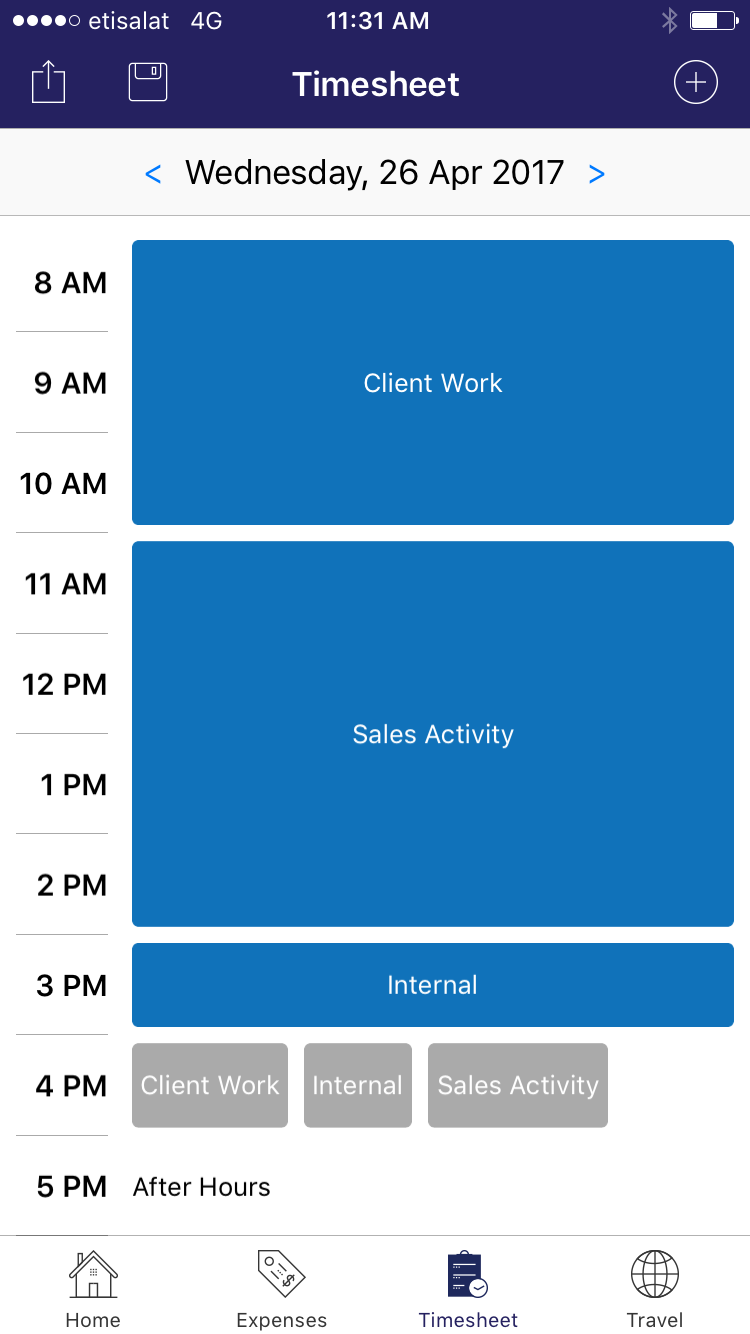 etisalat 4G 11:31 AM
Timesheet
< Wednesday, 26 Apr 2017 >
8 AM
9 AM Client Work
10 AM
11 AM
12 PM
Sales Activity
1 PM
2 PM
3 PM Internal
4 PM Client Work Internal Sales Activity
5 PM After Hours
Home Expenses Timesheet Travel